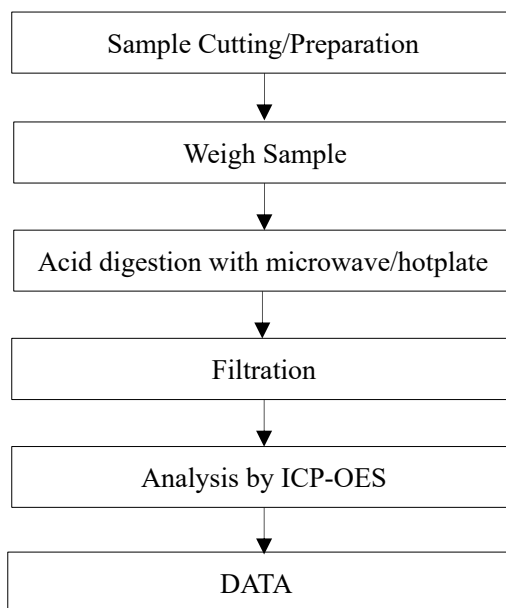 Sample Cutting/Preparation
Weigh Sample
Acid digestion with microwave/hotplate
Filtration
Analysis by ICP-OES
DATA